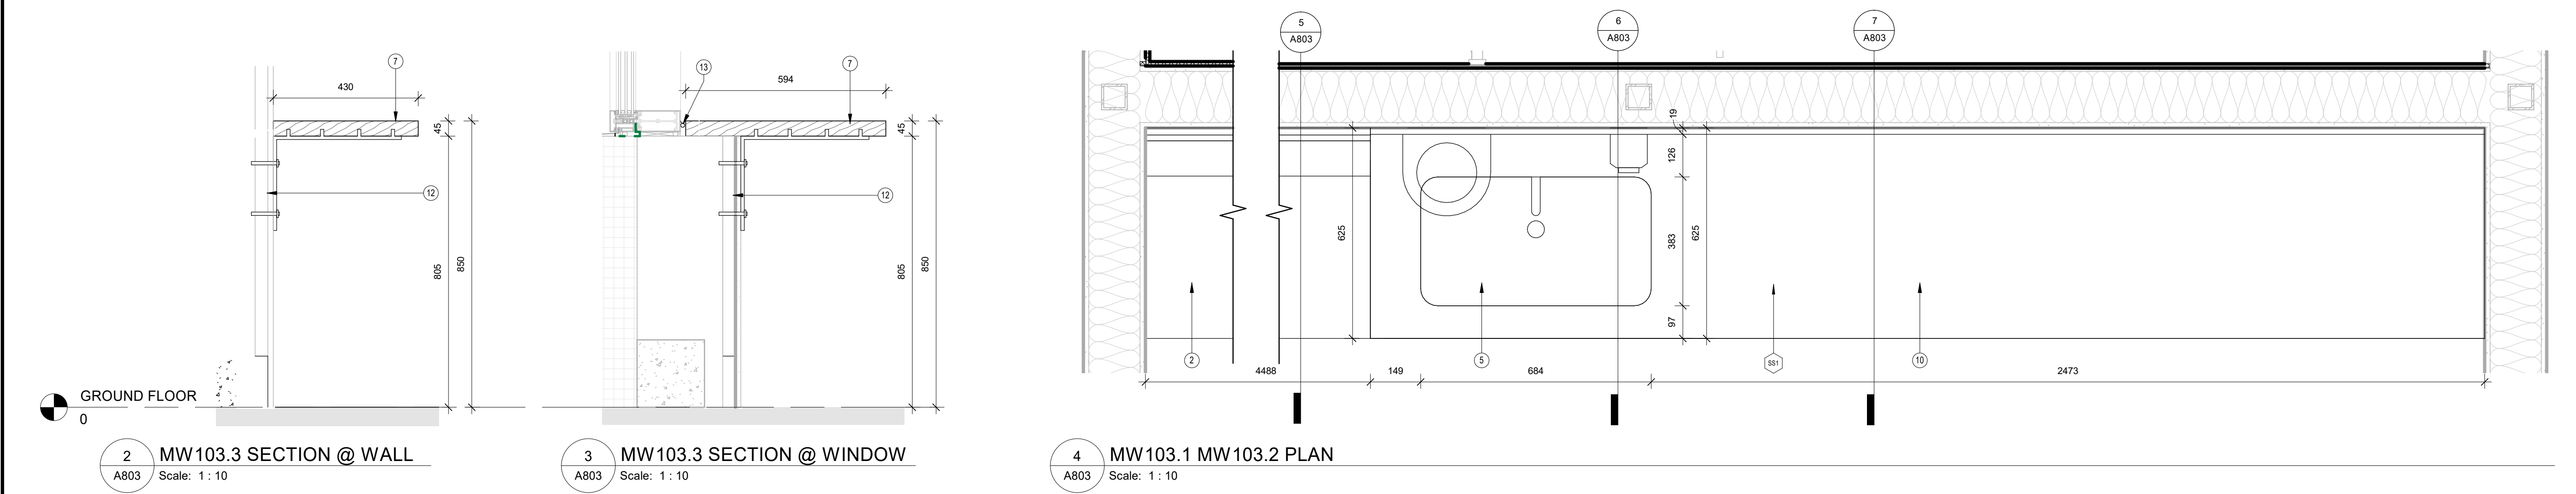 7
430
45
805
850
12
GROUND FLOOR
0
2
A803
MW103.3 SECTION @ WALL
Scale: 1 : 10
13
594
7
45
805
850
12
3
A803
MW103.3 SECTION @ WINDOW
Scale: 1 : 10
5
A803
6
A803
7
A803
19
126
625
383
625
97
2
5
SS1
10
4488
149
684
2473
4
A803
MW103.1 MW103.2 PLAN
Scale: 1 : 10